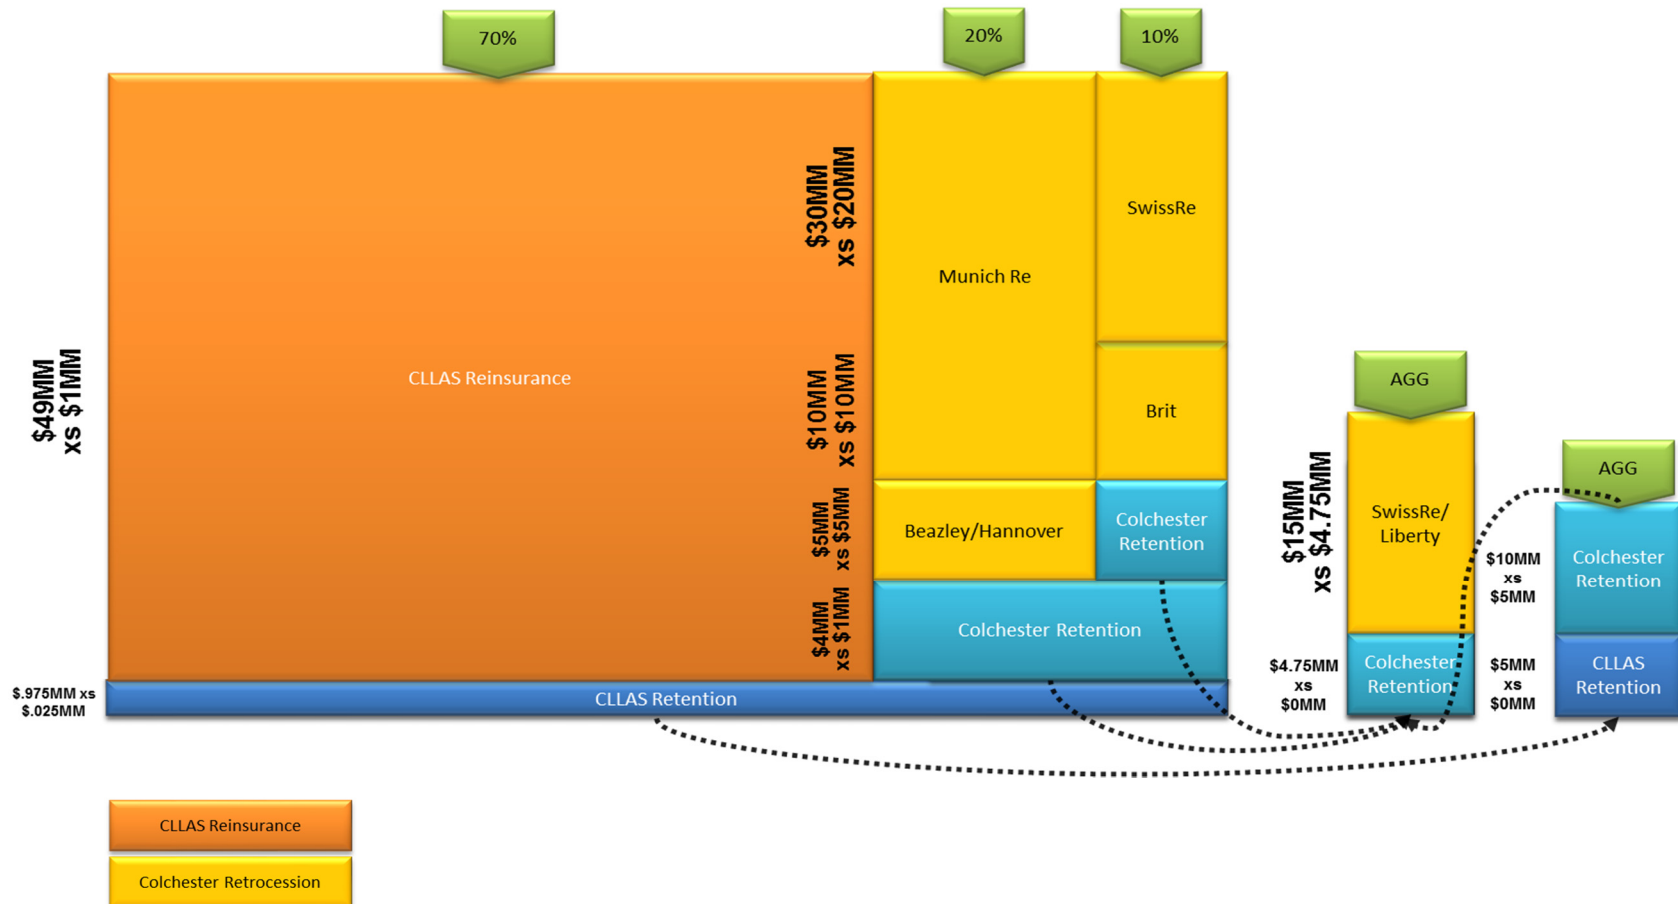 70%
20%
10%
$49MM
xs $1MM
CLLAS Reinsurance
$30MM
xs $20MM
$10MM
xs $10MM
$5MM
xs $5MM
$4MM
xs $1MM
Munich Re
SwissRe
Brit
Beazley/Hannover
Colchester
Retention
Colchester Retention
$.975MM xs
$.025MM
CLLAS Retention
AGG
$15MM
xs $4.75MM
SwissRe/
Liberty
$4.75MM
xs
$0MM
Colchester
Retention
AGG
$10MM
xs
$5MM
Colchester
Retention
$5MM
xs
$0MM
CLLAS
Retention
CLLAS Reinsurance
Colchester Retrocession